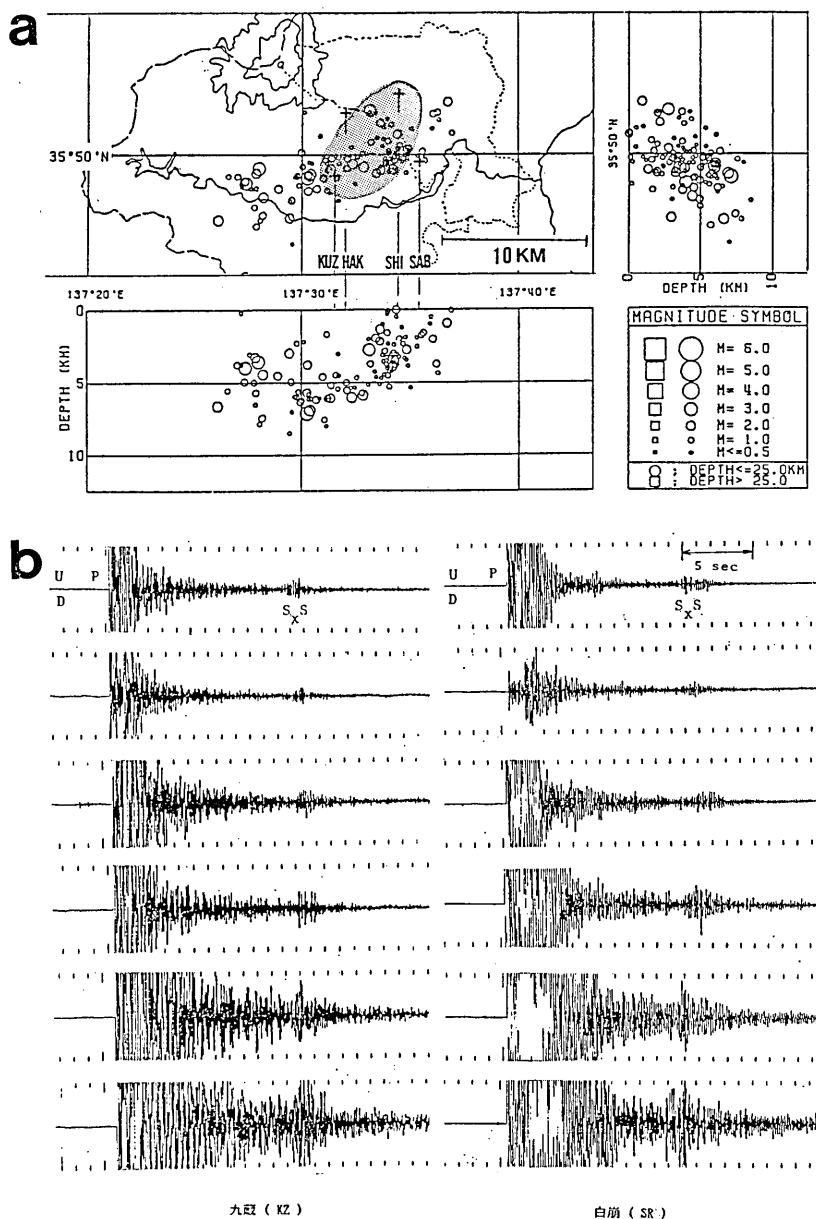 a
35°50'N
35°50'N
KUZ HAK SHI SAB
10 KM
0 5 10
DEPTH (KM)
137°20'E 137°30'E 137°40'E
0
5
10
DEPTH (KM)
MAGNITUDE SYMBOL
M= 6.0
M= 5.0
M= 4.0
M= 3.0
M= 2.0
M= 1.0
M<=0.5
; DEPTH<=25.0KM
; DEPTH> 25.0
b
U P
D
SxS
U P
D
5 sec
SxS
(KZ)
白崩 (SR)